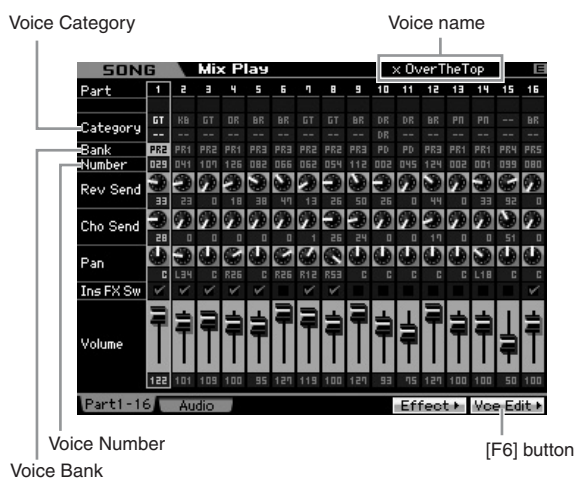 Voice Category
Voice name
SONG Mix Play x OverTheTop E
Part 1 2 3 4 5 6 7 8 9 10 11 12 13 14 15 16
Category GT KB GT DR BR BR GT GT BR DR DR BR PN PN -- BR
-- -- -- -- -- -- -- -- -- DR -- -- -- -- -- --
Bank PR2 PR1 PR2 PR1 PR1 PR3 PR2 PR2 PR3 PD PD PR3 PR1 PR1 PR4 PR5
Number 029 041 107 126 082 066 062 054 112 002 045 124 002 001 099 080
Rev Send
33 23 0 18 38 47 13 26 50 26 0 44 0 33 92 0
Cho Send
28 0 0 0 0 0 1 26 24 0 0 17 0 0 51 0
Pan
C L34 C R26 C R26 R12 R53 C C C C C L18 C C
Ins FX Sw
Volume
122 101 109 100 95 127 119 100 127 93 75 127 100 100 50 100
Part1-16 Audio Effect Vce Edit
Voice Number
[F6] button
Voice Bank